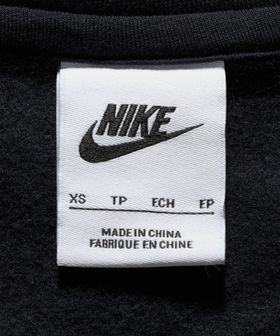 NIKE
XS TP ECH EP
MADE IN CHINA
FABRIQUE EN CHINE